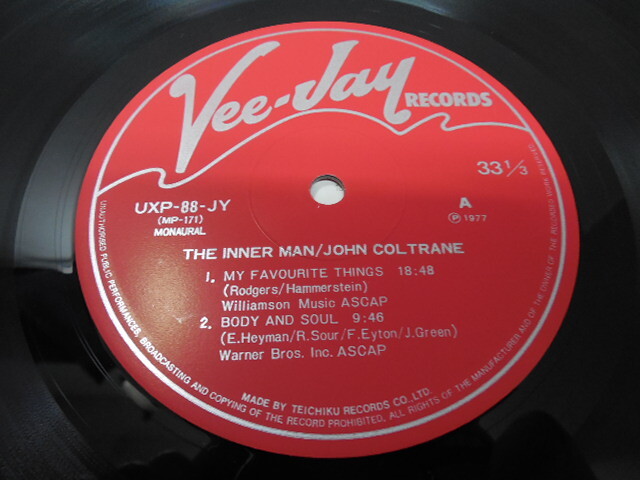 Vee-Jay
RECORDS
33 1/3
UXP-88-JY
(MP-171)
MONAURAL
A
Ⓟ 1977
THE INNER MAN/JOHN COLTRANE
1. MY FAVOURITE THINGS 18:48
(Rodgers/Hammerstein)
Williamson Music ASCAP
2. BODY AND SOUL 9:46
(E.Heyman/R.Sour/F.Eyton/J.Green)
Warner Bros. Inc. ASCAP
MADE BY TEICHIKU RECORDS CO.,LTD.
UNAUTHORISED PUBLIC PERFORMANCES, BROADCASTING AND COPYING OF THE RECORD PROHIBITED. ALL RIGHTS OF THE MANUFACTURER AND OF THE OWNER OF THE RECORDED WORK RESERVED.